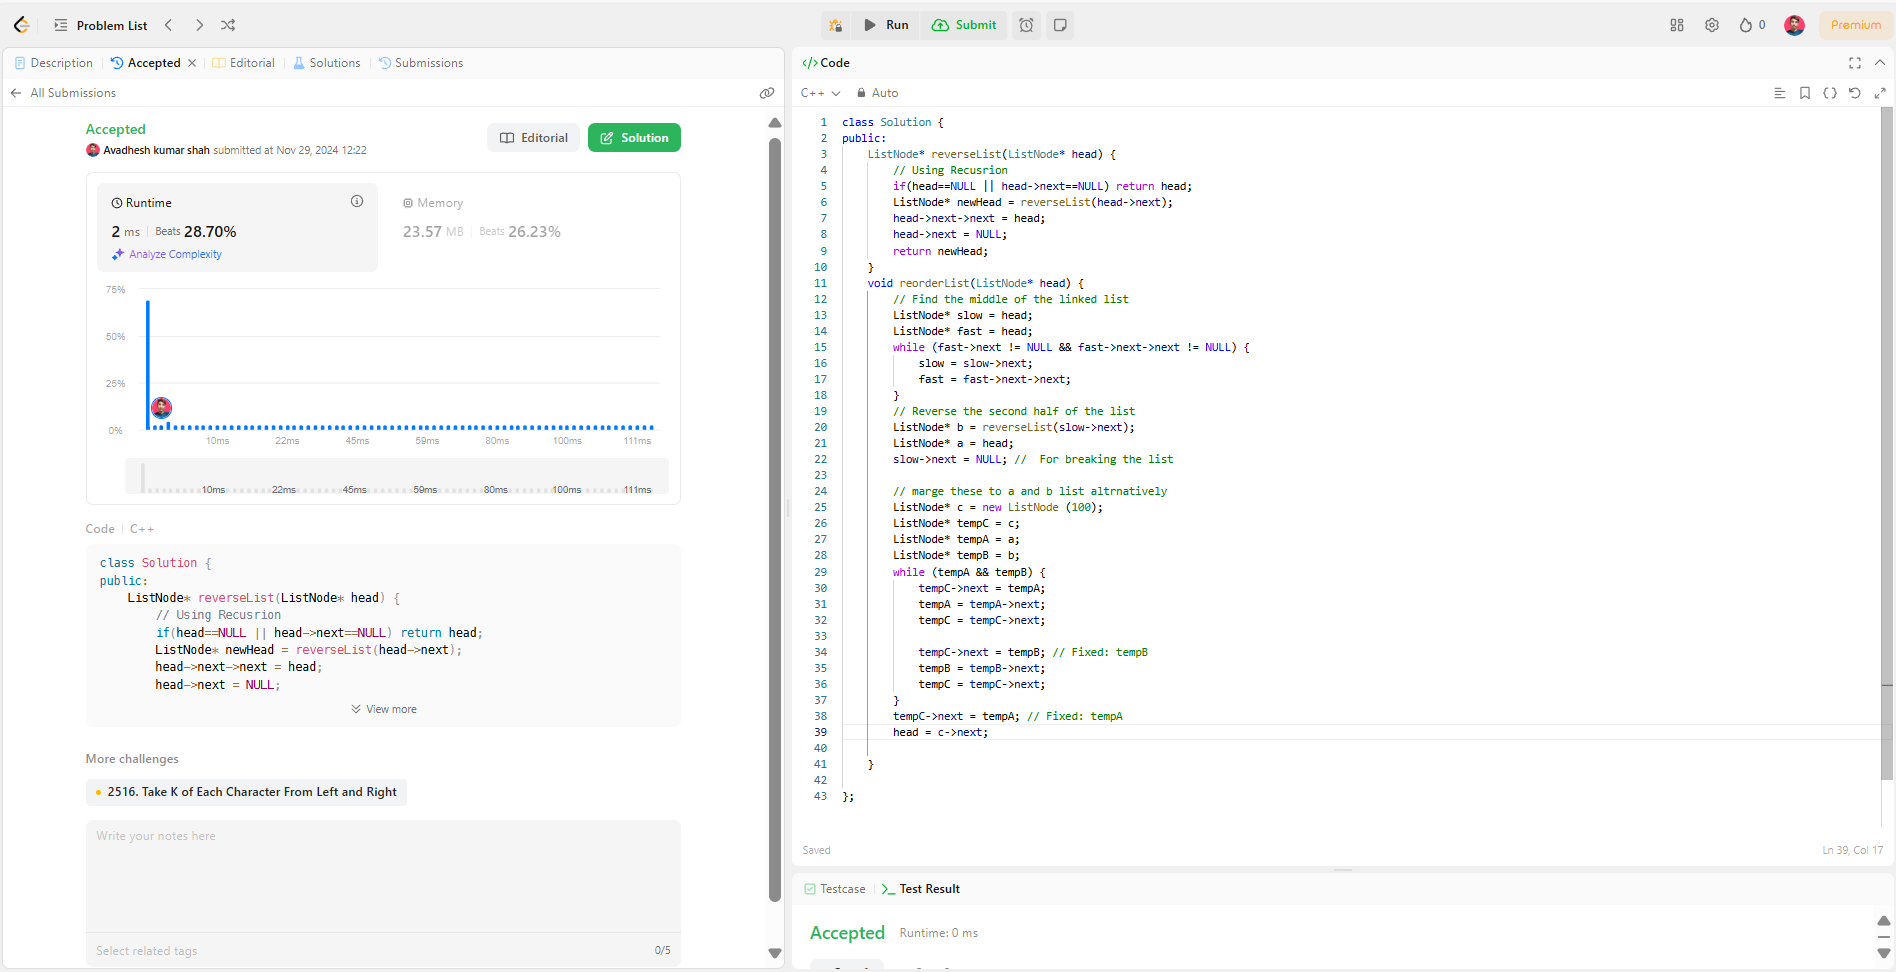 Problem List
Run
Submit
0
Premium
Description
Accepted
Editorial
Solutions
Submissions
All Submissions
Accepted
Avadhesh kumar shah submitted at Nov 29, 2024 12:22
Editorial
Solution
Runtime
2 ms | Beats 28.70%
Analyze Complexity
Memory
23.57 MB | Beats 26.23%
75%
50%
25%
0%
10ms 22ms 45ms 59ms 80ms 100ms 111ms
10ms 22ms 45ms 59ms 80ms 100ms 111ms
Code | C++
class Solution {
public:
    ListNode* reverseList(ListNode* head) {
        // Using Recusrion
        if(head==NULL || head->next==NULL) return head;
        ListNode* newHead = reverseList(head->next);
        head->next->next = head;
        head->next = NULL;
View more
More challenges
2516. Take K of Each Character From Left and Right
Write your notes here
Select related tags
0/5
</>Code
C++
Auto
1 class Solution {
2 public:
3     ListNode* reverseList(ListNode* head) {
4         // Using Recusrion
5         if(head==NULL || head->next==NULL) return head;
6         ListNode* newHead = reverseList(head->next);
7         head->next->next = head;
8         head->next = NULL;
9         return newHead;
10     }
11     void reorderList(ListNode* head) {
12         // Find the middle of the linked list
13         ListNode* slow = head;
14         ListNode* fast = head;
15         while (fast->next != NULL && fast->next->next != NULL) {
16             slow = slow->next;
17             fast = fast->next->next;
18         }
19         // Reverse the second half of the list
20         ListNode* b = reverseList(slow->next);
21         ListNode* a = head;
22         slow->next = NULL; //  For breaking the list
23
24         // marge these to a and b list altrnatively
25         ListNode* c = new ListNode (100);
26         ListNode* tempC = c;
27         ListNode* tempA = a;
28         ListNode* tempB = b;
29         while (tempA && tempB) {
30             tempC->next = tempA;
31             tempA = tempA->next;
32             tempC = tempC->next;
33
34             tempC->next = tempB; // Fixed: tempB
35             tempB = tempB->next;
36             tempC = tempC->next;
37         }
38         tempC->next = tempA; // Fixed: tempA
39         head = c->next;
40
41     }
42
43 };
Saved
Ln 39, Col 17
Testcase
Test Result
Accepted
Runtime: 0 ms